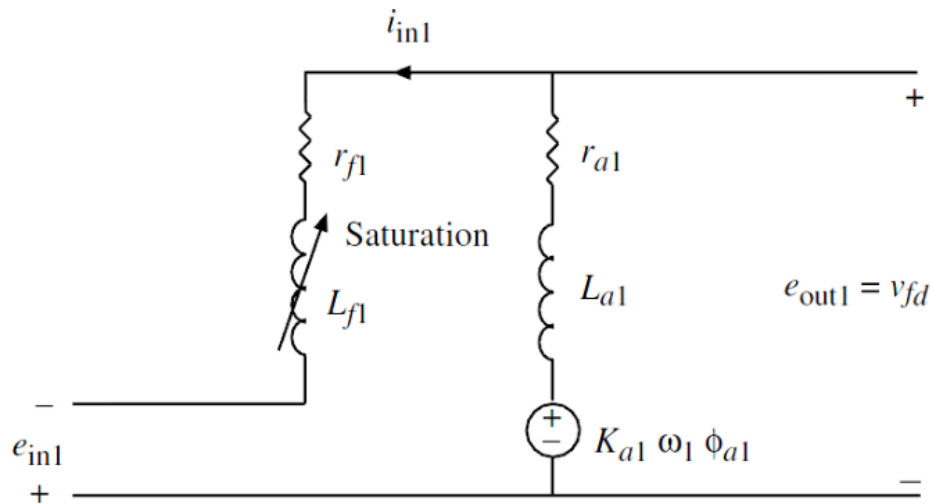 i_in1
+
r_f1
r_a1
Saturation
L_f1
L_a1
e_out1 = v_fd
−
e_in1
+
+
−
K_a1 ω_1 ϕ_a1
−